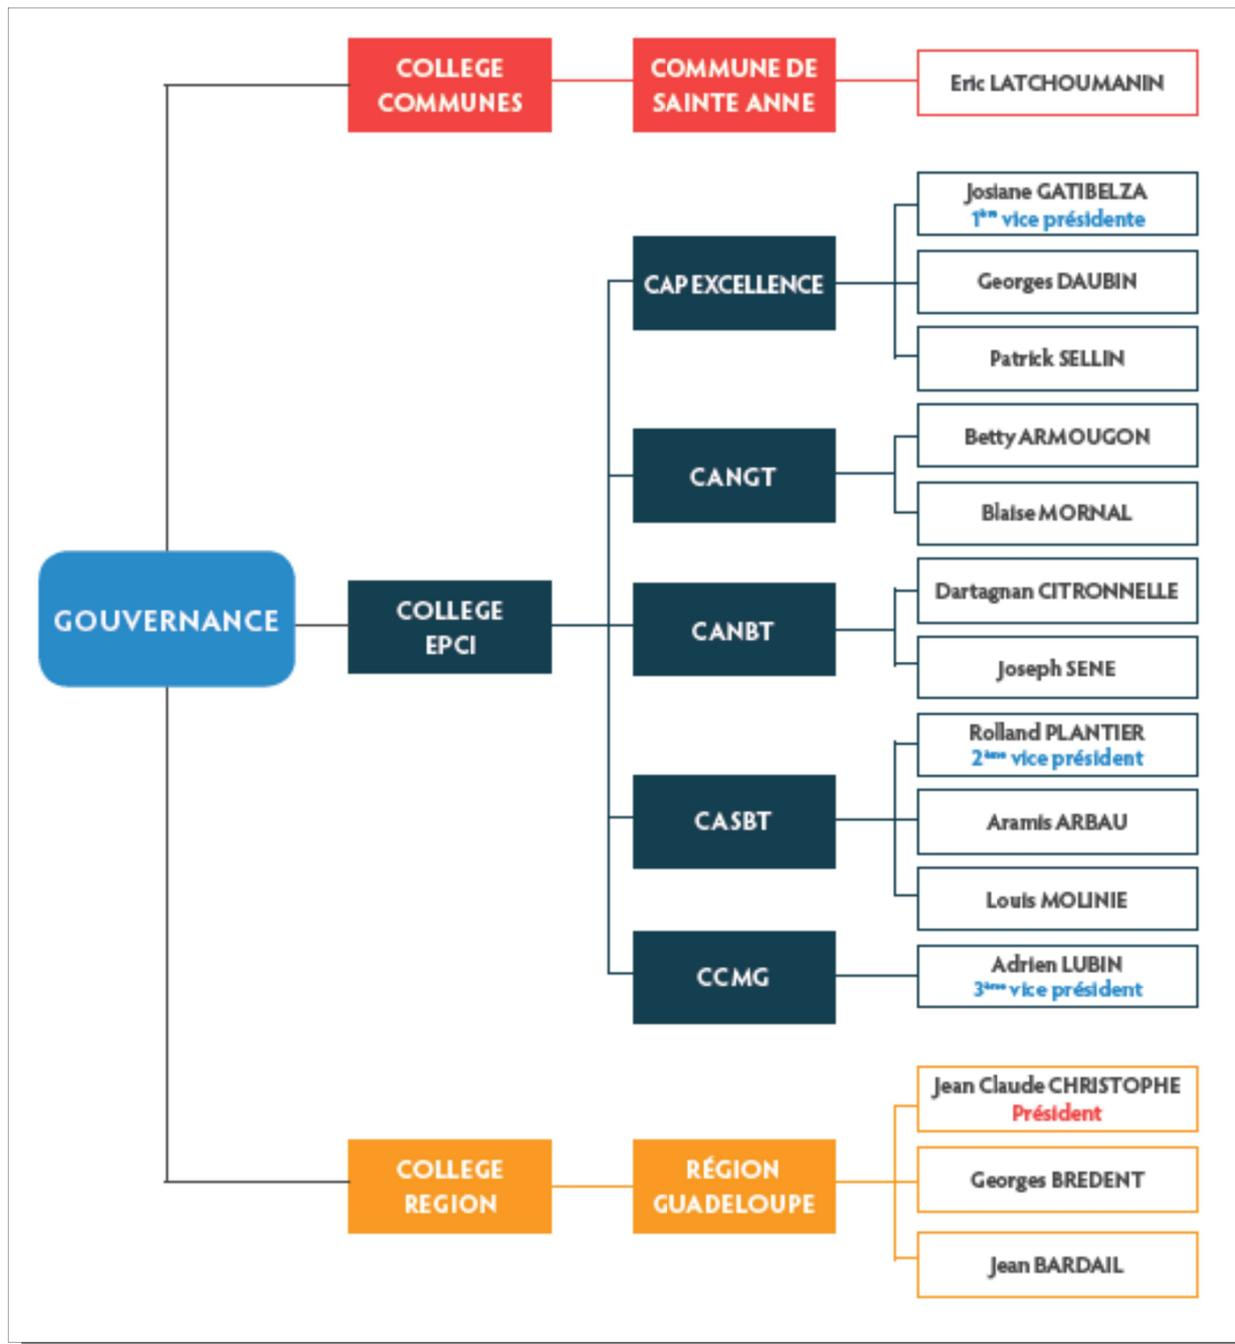 COLLEGE
COMMUNES
COMMUNE DE
SAINTE ANNE
Eric LATCHOUMANIN
GOUVERNANCE
COLLEGE
EPCI
CAP EXCELLENCE
Josiane GATIBELZA
1ère vice présidente
Georges DAUBIN
Patrick SELLIN
CANGT
Betty ARMOUGON
Blaise MORNAL
CANBT
Dartagnan CITRONNELLE
Joseph SENE
CASBT
Rolland PLANTIER
2ème vice président
Aramis ARBAU
Louis MOLINIE
CCMG
Adrien LUBIN
3ème vice président
COLLEGE
REGION
RÉGION
GUADELOUPE
Jean Claude CHRISTOPHE
Président
Georges BREDENT
Jean BARDAIL